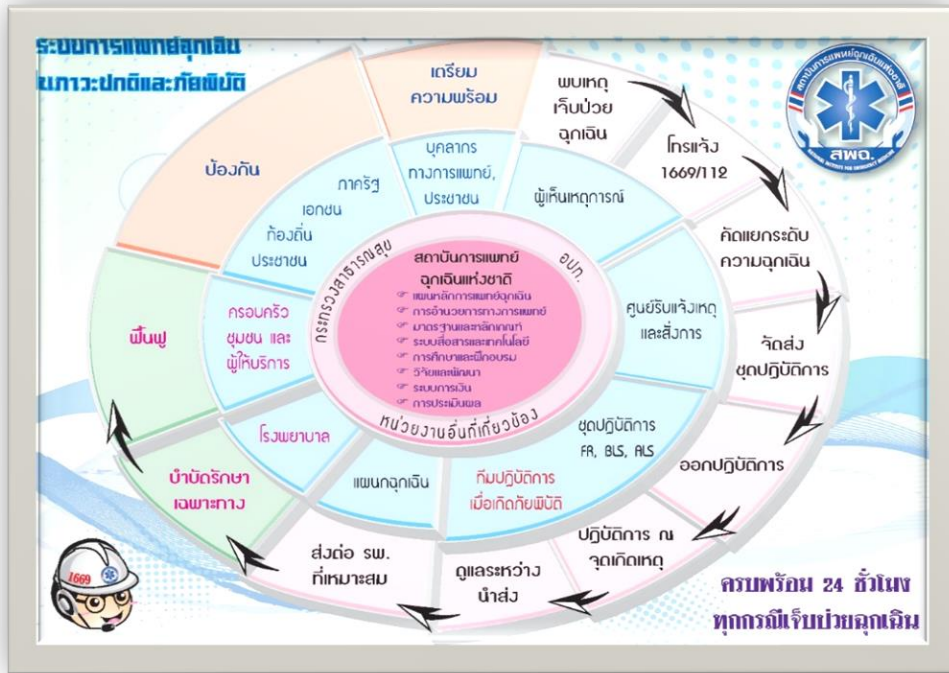 ระบบการแพทย์ฉุกเฉิน
ในภาวะปกติและภัยพิบัติ
สถาบันการแพทย์ฉุกเฉินแห่งชาติ
สพฉ.
ป้องกัน
เตรียม
ความพร้อม
พบเหตุ
เจ็บป่วย
ฉุกเฉิน
โทรแจ้ง
1669/112
คัดแยกระดับ
ความฉุกเฉิน
จัดส่ง
ชุดปฏิบัติการ
ออกปฏิบัติการ
ปฏิบัติการ ณ
จุดเกิดเหตุ
ดูแลระหว่าง
นำส่ง
ส่งต่อ รพ.
ที่เหมาะสม
บำบัดรักษา
เฉพาะทาง
ฟื้นฟู
ภาครัฐ
เอกชน
ท้องถิ่น
ประชาชน
บุคลากร
ทางการแพทย์,
ประชาชน
ผู้เห็นเหตุการณ์
ศูนย์รับแจ้งเหตุ
และสั่งการ
ชุดปฏิบัติการ
FR, BLS, ALS
ทีมปฏิบัติการ
เมื่อเกิดภัยพิบัติ
แผนกฉุกเฉิน
โรงพยาบาล
ครอบครัว
ชุมชน และ
ผู้ให้บริการ
กระทรวงสาธารณสุข
อปท.
หน่วยงานอื่นที่เกี่ยวข้อง
สถาบันการแพทย์
ฉุกเฉินแห่งชาติ
☞ แผนหลักการแพทย์ฉุกเฉิน
☞ การอำนวยการทางการแพทย์
☞ มาตรฐานและหลักเกณฑ์
☞ ระบบสื่อสารและเทคโนโลยี
☞ การศึกษาและฝึกอบรม
☞ วิจัยและพัฒนา
☞ ระบบการเงิน
☞ การประเมินผล
1669
ครบพร้อม 24 ชั่วโมง
ทุกกรณีเจ็บป่วยฉุกเฉิน